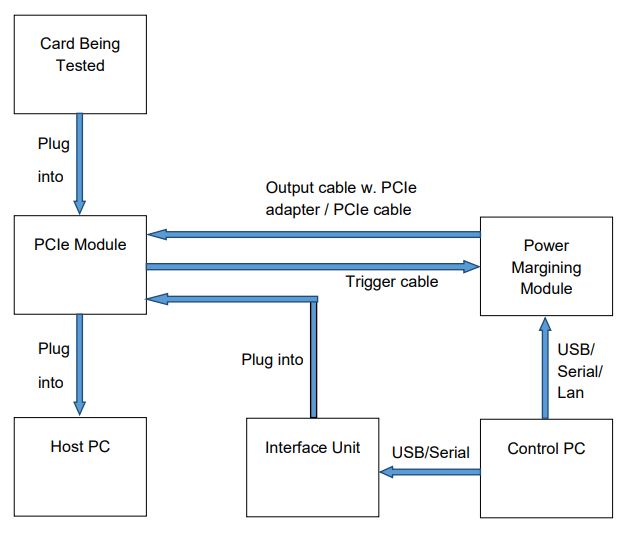 Card Being
Tested
Plug
into
Output cable w. PCIe
adapter / PCIe cable
PCIe Module
Power
Margining
Module
Trigger cable
Plug
into
Plug into
USB/
Serial/
Lan
Host PC
Interface Unit
USB/Serial
Control PC